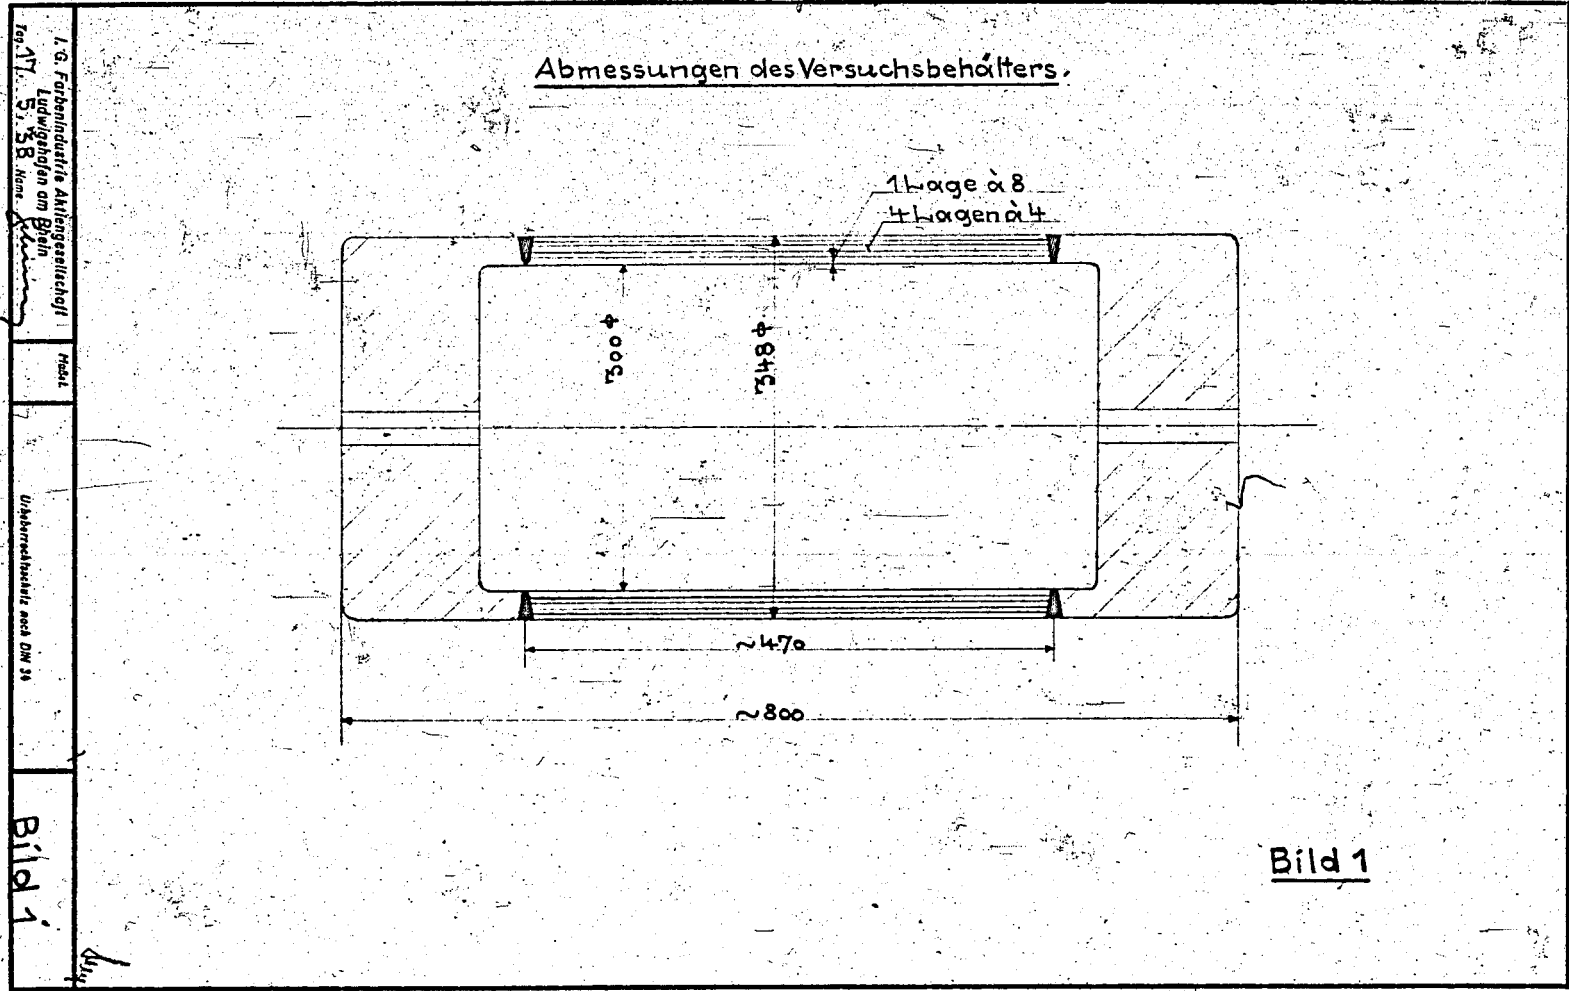 Abmessungen des Versuchsbehälters.
1 Lage à 8
4 Lagen à 4
300 ⌀
348 ⌀
~470
~800
Bild 1
I. G. Farbenindustrie Aktiengesellschaft
Ludwigshafen am Rhein
Tag 17. 5. 38 Name
Maßst.
Urheberrechtsschutz nach DIN 34
Bild 1